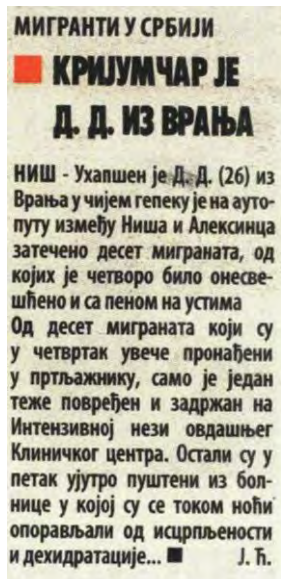 МИГРАНТИ У СРБИЈИ
КРИЈУМЧАР ЈЕ
Д. Д. ИЗ ВРАЊА
НИШ - Ухапшен је Д. Д. (26) из
Врања у чијем гепеку је на ауто-
путу између Ниша и Алексинца
затечено десет миграната, од
којих је четворо било онесве-
шћено и са пеном на устима
Од десет миграната који су
у четвртак увече пронађени
у пртљажнику, само је један
теже повређен и задржан на
Интензивној нези овдашњег
Клиничког центра. Остали су у
петак ујутро пуштени из бол-
нице у којој су се током ноћи
опорављали од исцрпљености
и дехидратације... ■ Ј. Ћ.